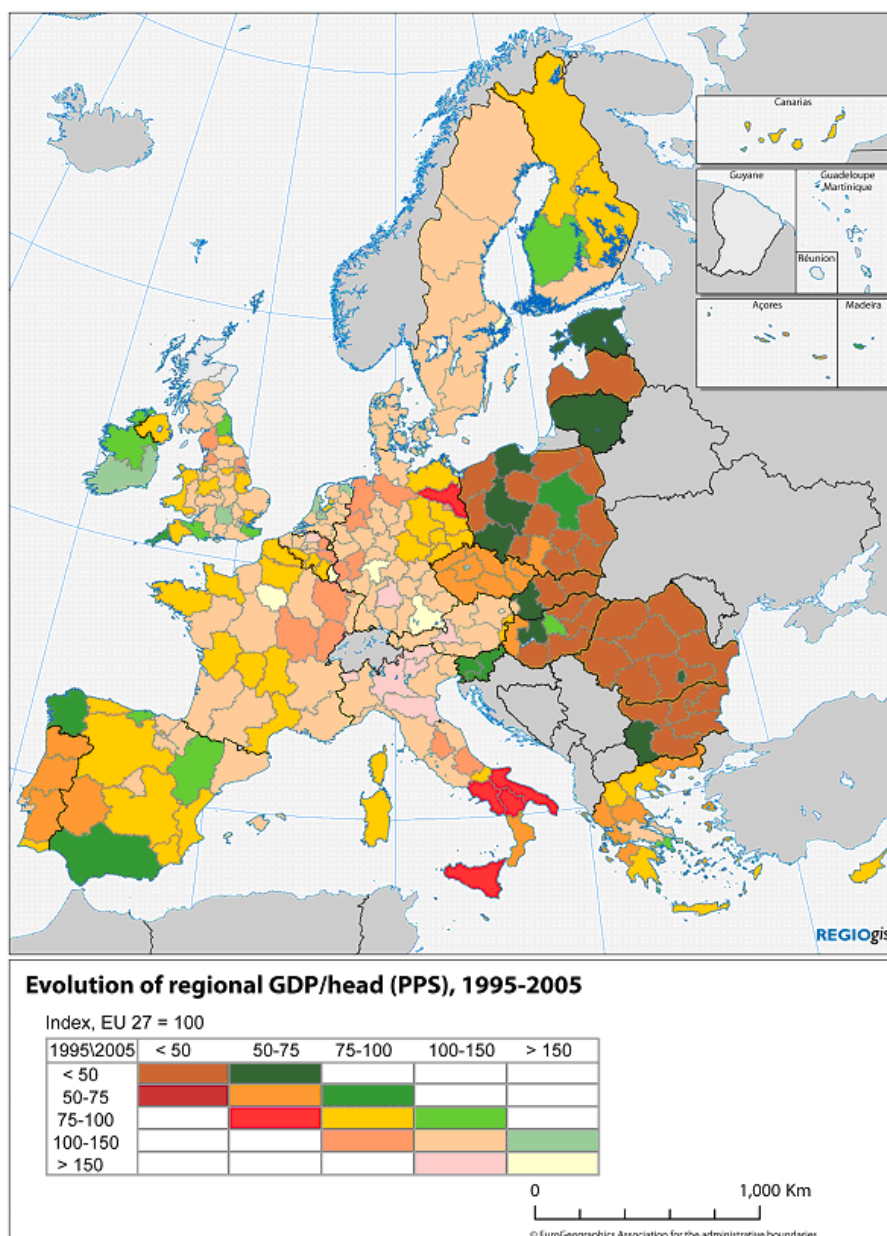 Canarias
Guyane
Guadeloupe
Martinique
Réunion
Açores
Madeira
REGIOgis
Evolution of regional GDP/head (PPS), 1995-2005
Index, EU 27 = 100
1995\2005 < 50 50-75 75-100 100-150 > 150
< 50
50-75
75-100
100-150
> 150
0 1,000 Km
© EuroGeographics Association for the administrative boundaries